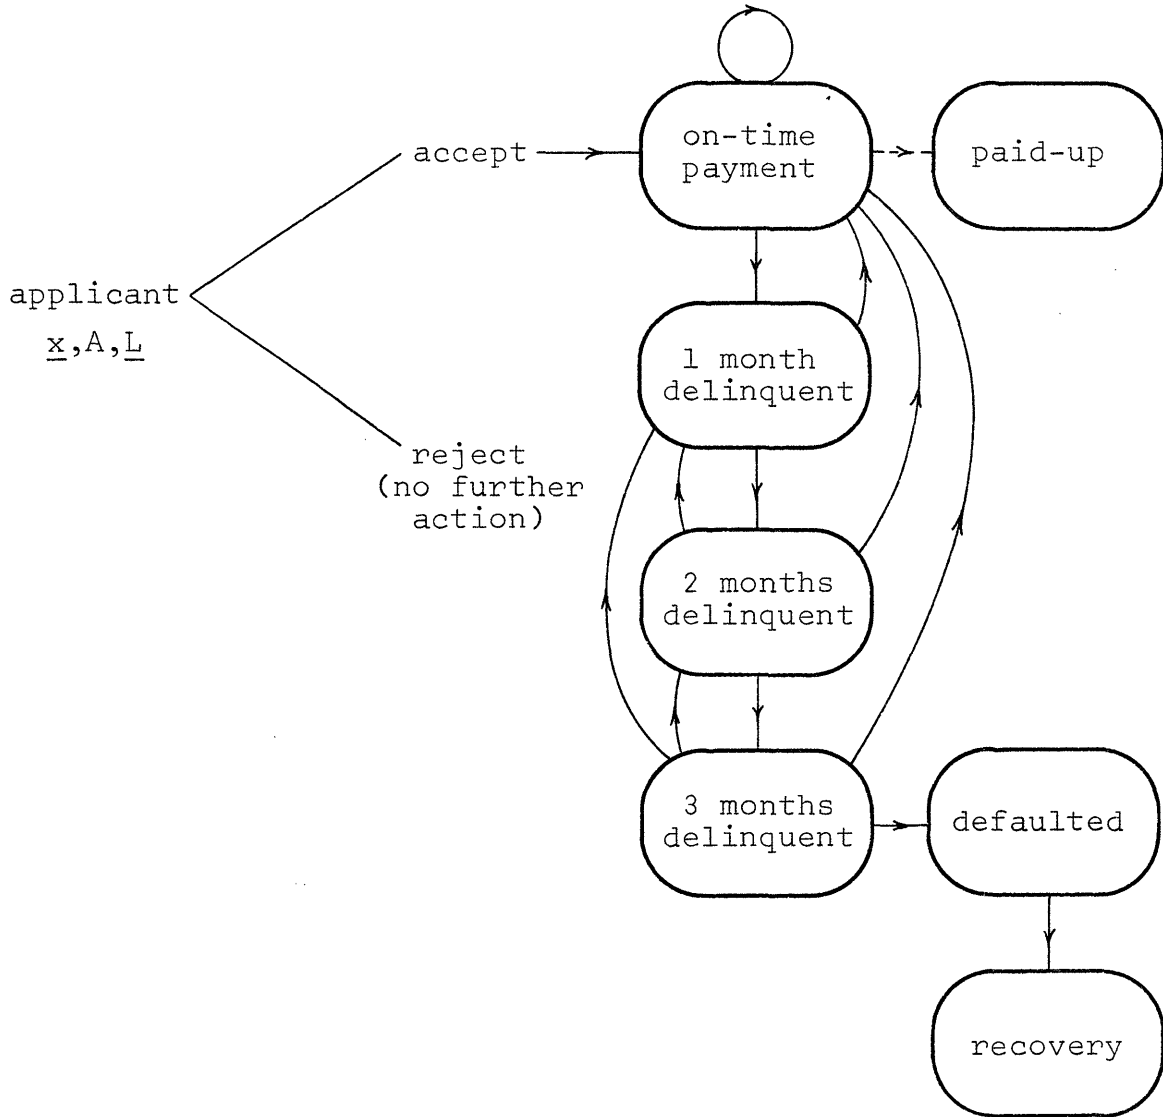 on-time
payment
paid-up
accept
applicant
x,A,L
1 month
delinquent
reject
(no further
action)
2 months
delinquent
3 months
delinquent
defaulted
recovery